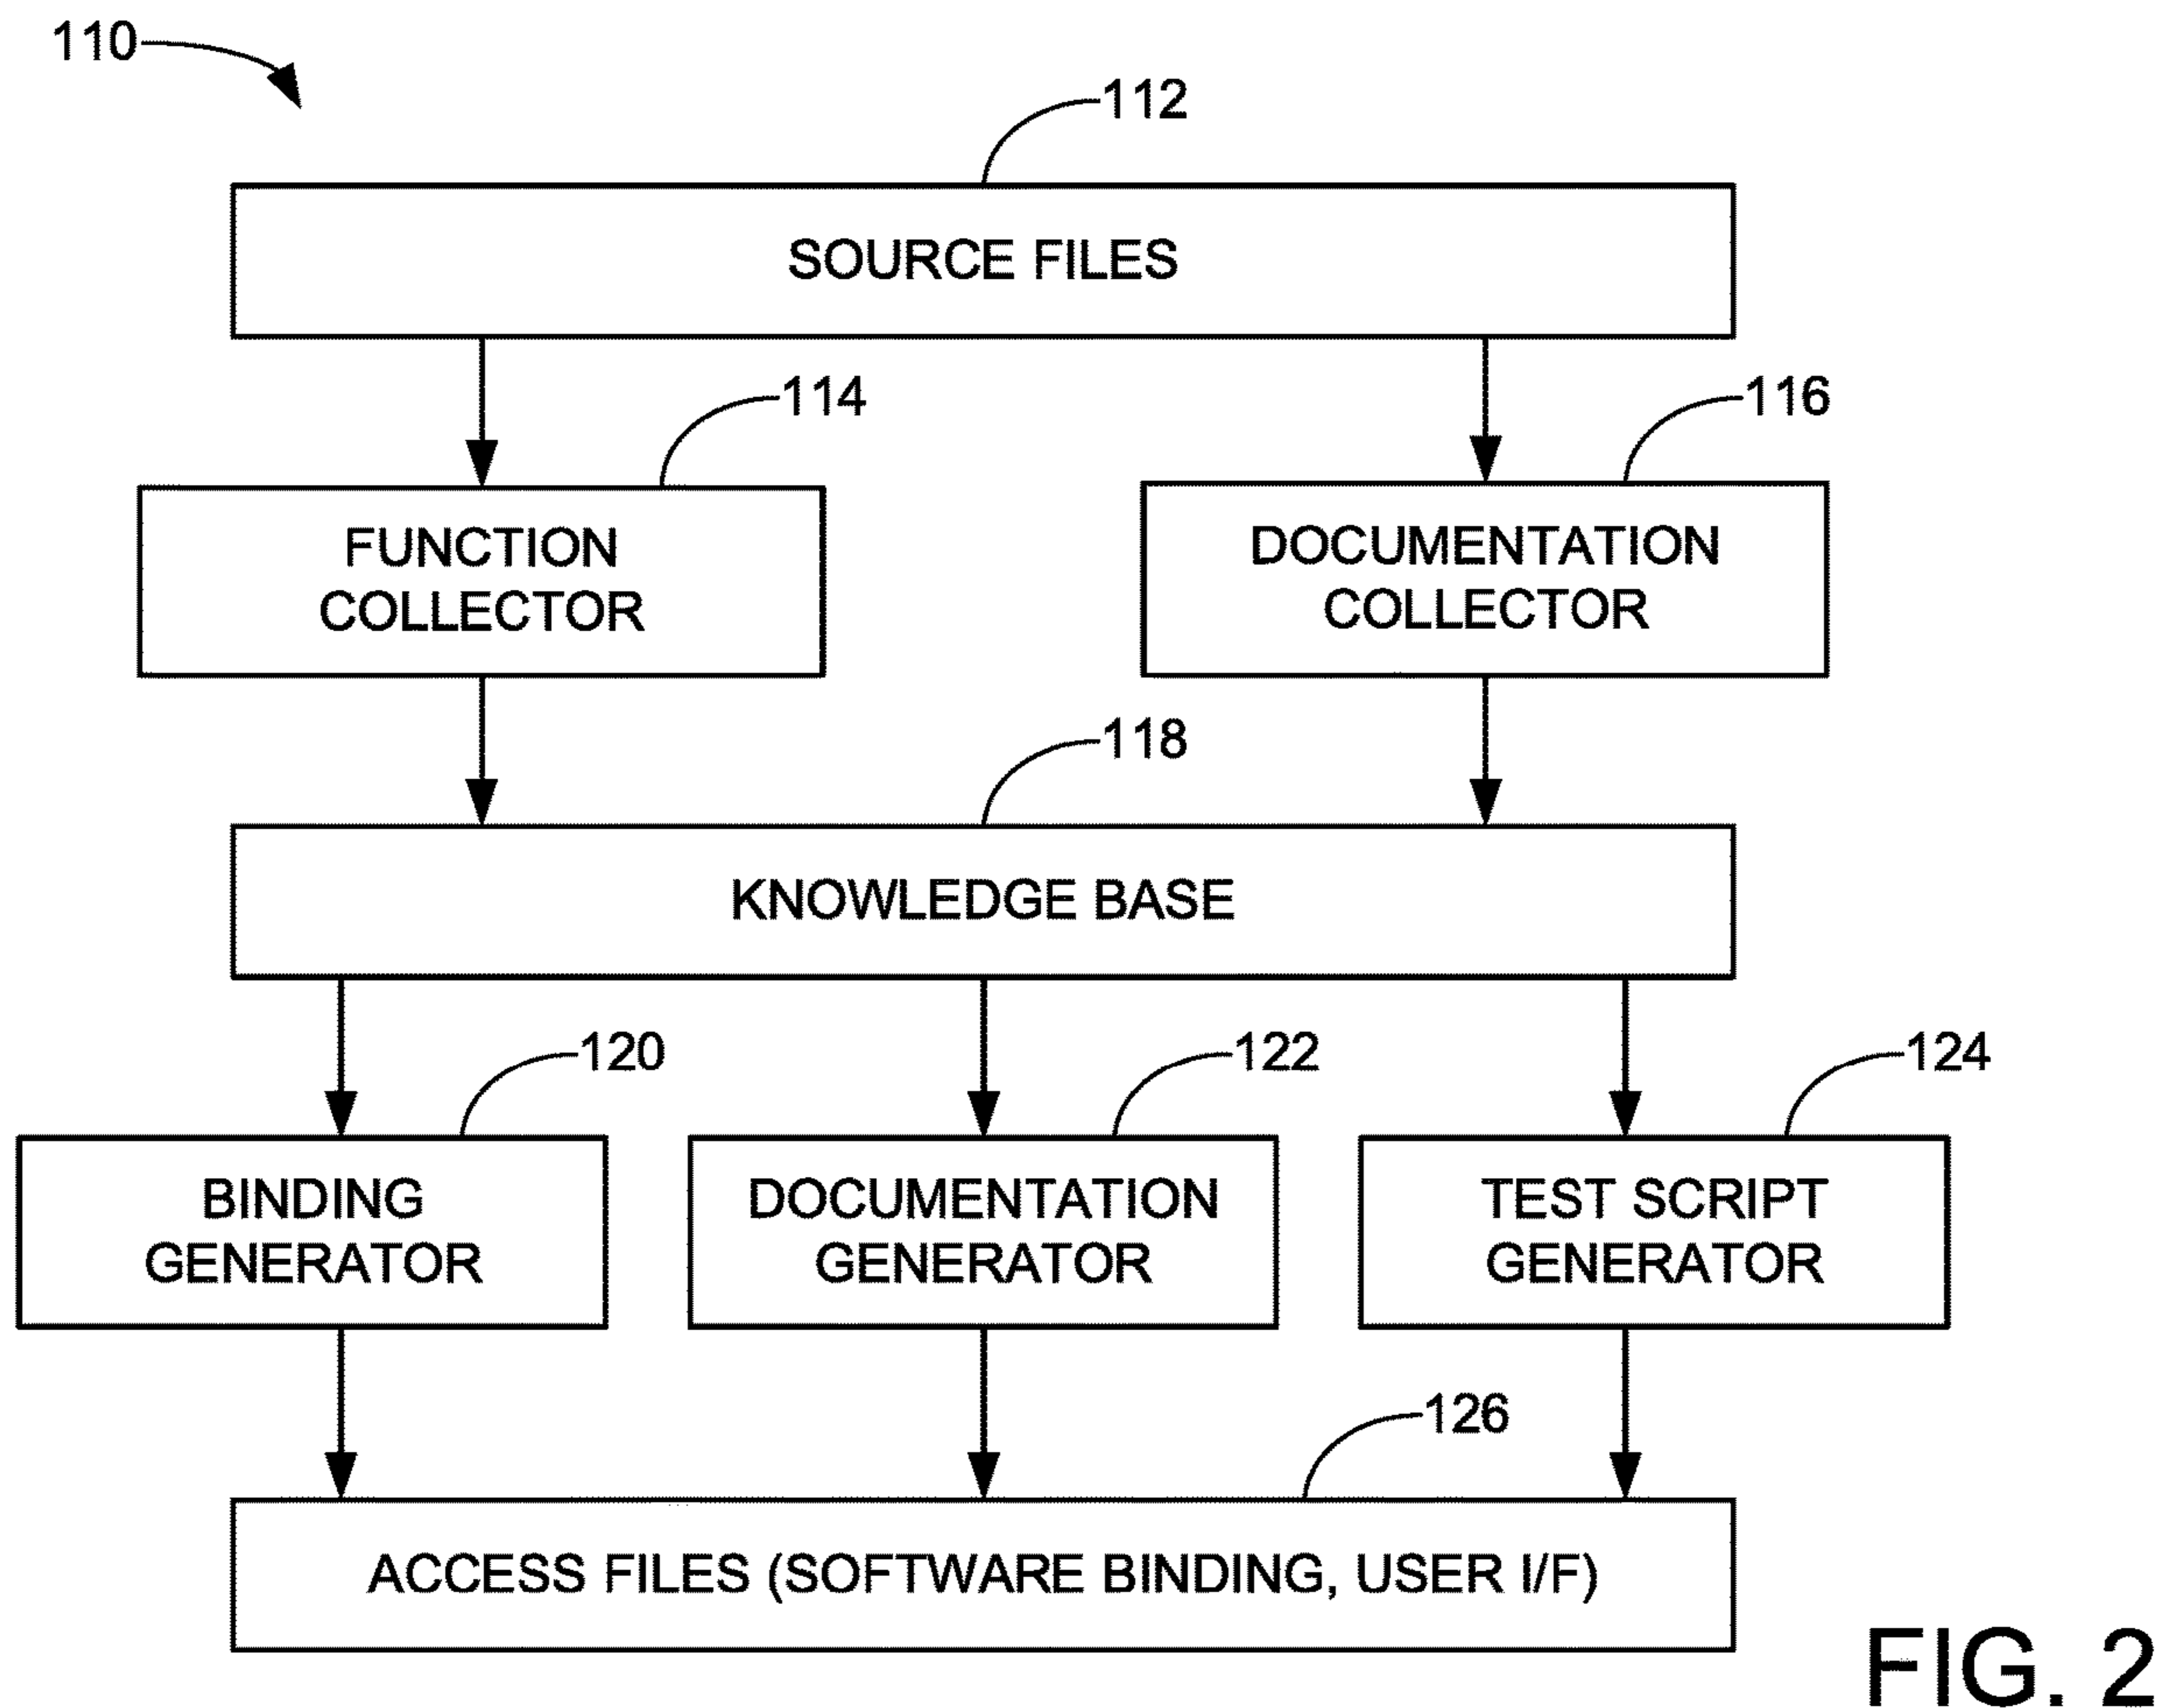 110
112
SOURCE FILES
114
116
FUNCTION
COLLECTOR
DOCUMENTATION
COLLECTOR
118
KNOWLEDGE BASE
120
122
124
BINDING
GENERATOR
DOCUMENTATION
GENERATOR
TEST SCRIPT
GENERATOR
126
ACCESS FILES (SOFTWARE BINDING, USER I/F)
FIG. 2